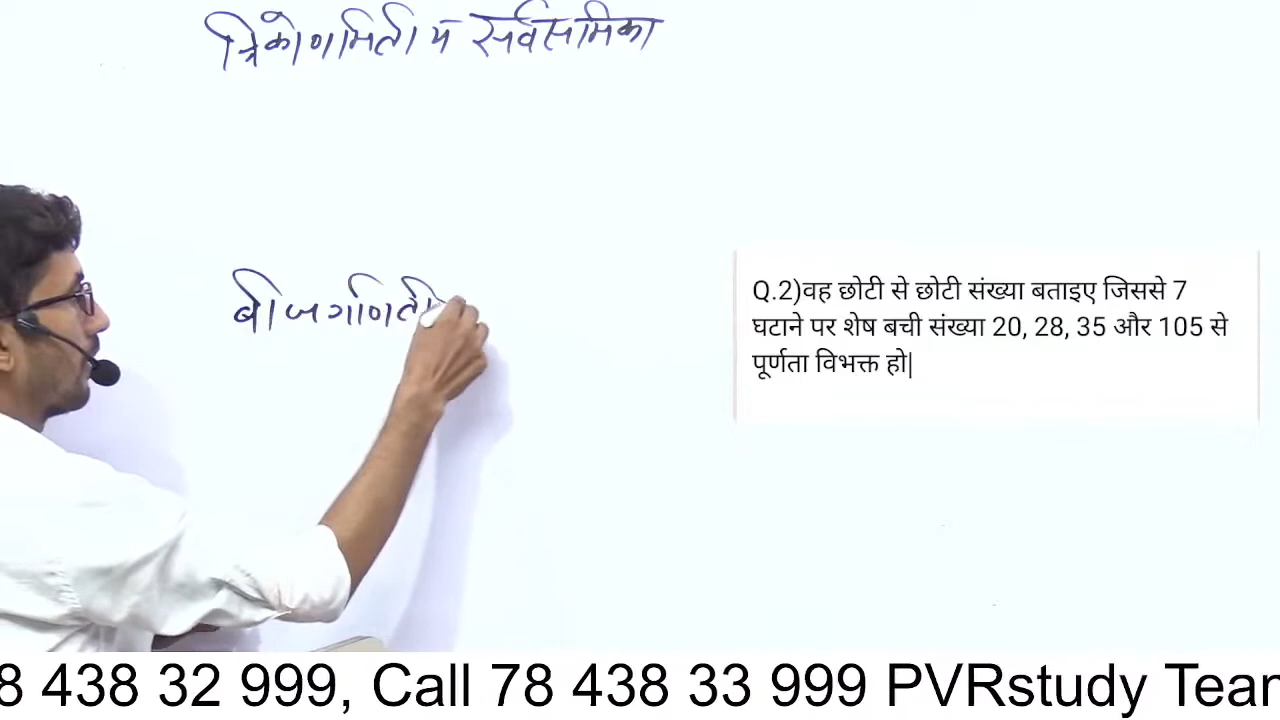 त्रिकोणमिती में सर्वसमिका
बीजगणिती
Q.2)वह छोटी से छोटी संख्या बताइए जिससे 7
घटाने पर शेष बची संख्या 20, 28, 35 और 105 से
पूर्णता विभक्त हो|
8 438 32 999, Call 78 438 33 999 PVRstudy Tear